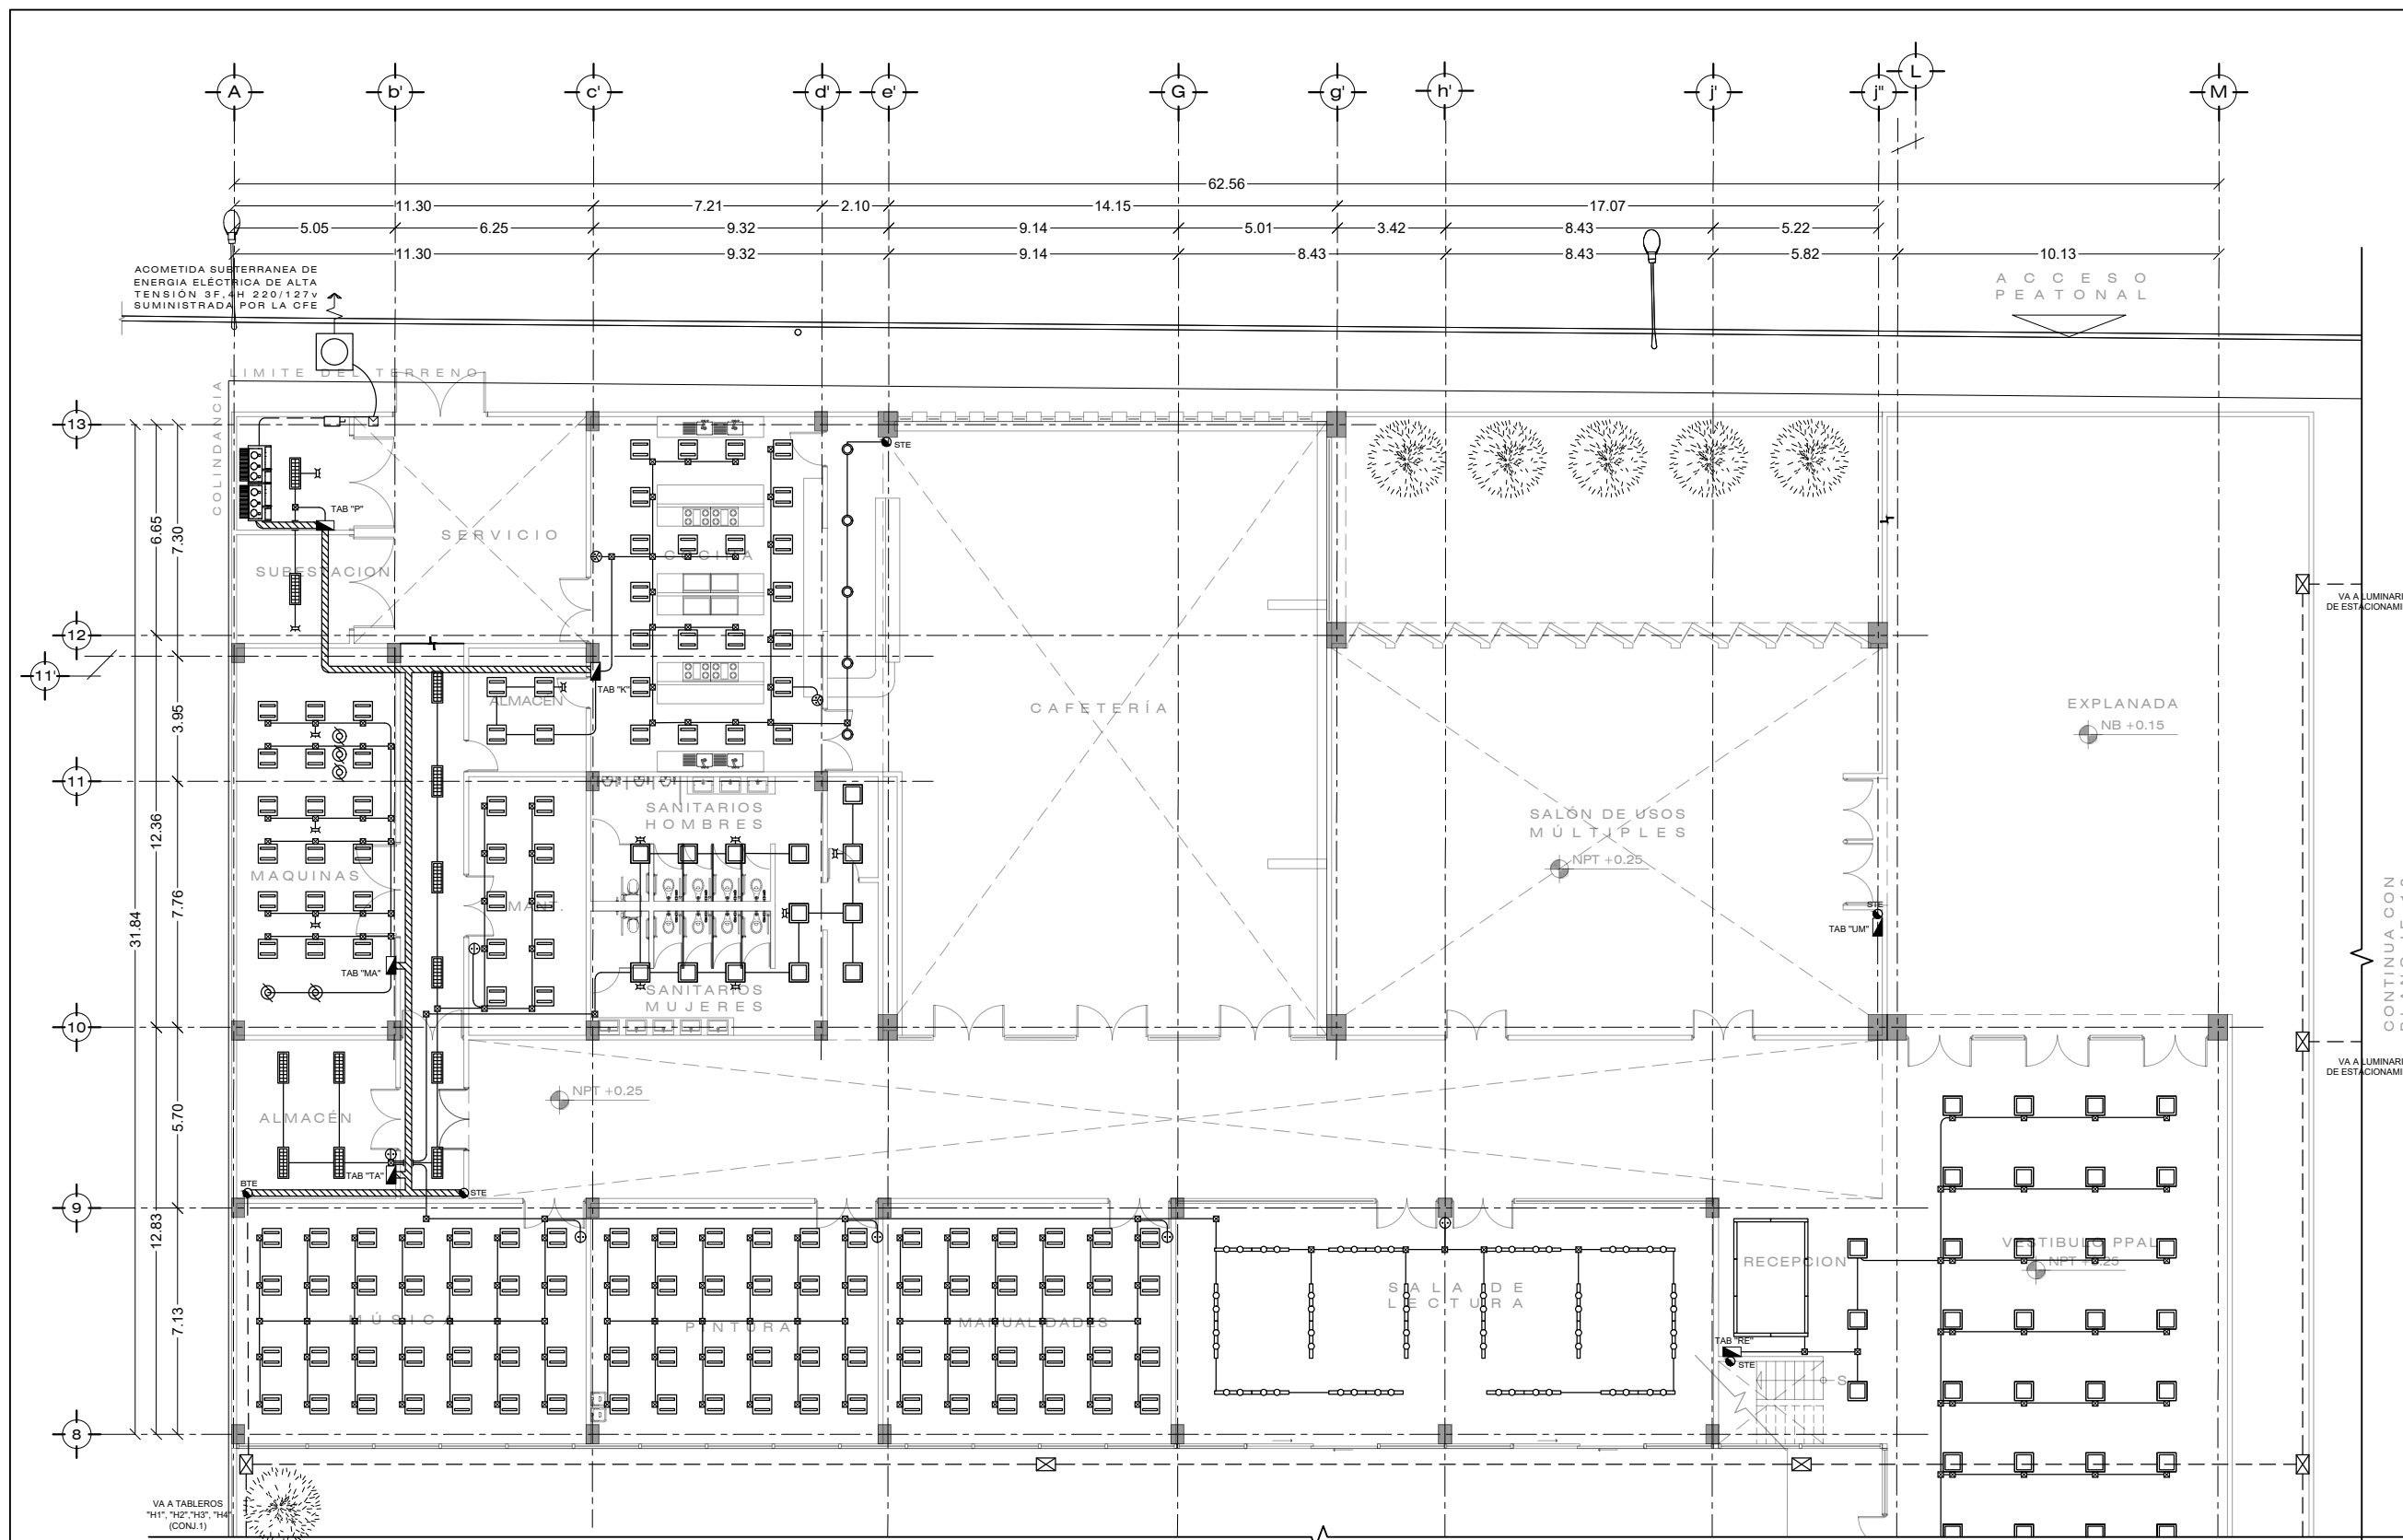 A
b'
c'
d'
e'
G
g'
h'
j'
j"
L
M
62.56
11.30
7.21
2.10
14.15
17.07
5.05
6.25
9.32
9.14
5.01
3.42
8.43
5.22
11.30
9.32
9.14
8.43
8.43
5.82
10.13
ACOMETIDA SUBTERRANEA DE
ENERGIA ELÉCTRICA DE ALTA
TENSIÓN 3F,4H 220/127v
SUMINISTRADA POR LA CFE
ACCESO
PEATONAL
LIMITE DEL TERRENO
COLINDANCIA
13
12
11'
11
10
9
8
31.84
6.65
12.36
12.83
7.30
3.95
7.76
5.70
7.13
STE
TAB "P"
SERVICIO
COCINA
SUBESTACION
TAB "K"
ALMACEN
CAFETERÍA
EXPLANADA
NB +0.15
VA A LUMINARI
DE ESTACIONAMI
SANITARIOS
HOMBRES
SALÓN DE USOS
MÚLTIPLES
NPT +0.25
MAQUINAS
MANT.
STE
TAB "UM"
TAB "MA"
SANITARIOS
MUJERES
CONTINUA CON
VA A LUMINARI
DE ESTACIONAMI
NPT +0.25
ALMACÉN
TAB "TA"
BTE
STE
MÚSICA
PINTURA
MANUALIDADES
SALA DE
LECTURA
RECEPCION
VESTIBULO PPAL
NPT +0.25
TAB "RE"
STE
S
VA A TABLEROS
"H1", "H2","H3", "H4"
(CONJ.1)